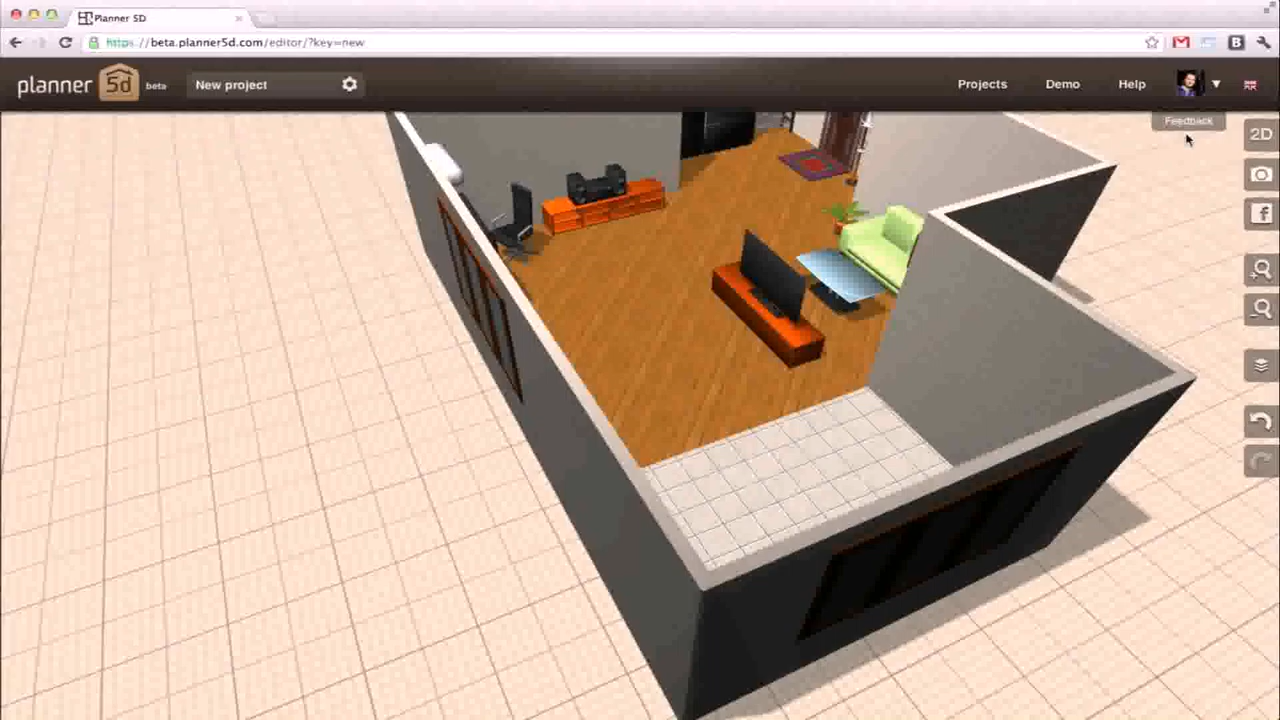 Planner 5D
https://beta.planner5d.com/editor/?key=new
B
planner 5d beta
New project
Projects
Demo
Help
Feedback
2D
f